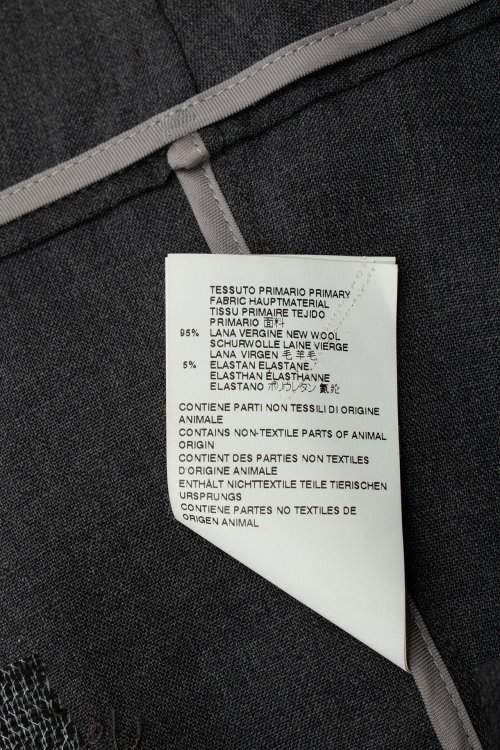 TESSUTO PRIMARIO PRIMARY
FABRIC HAUPTMATERIAL
TISSU PRIMAIRE TEJIDO
PRIMARIO 面料
95% LANA VERGINE NEW WOOL
SCHURWOLLE LAINE VIERGE
LANA VIRGEN 毛 羊毛
5% ELASTAN ELASTANE.
ELASTHAN ÉLASTHANNE
ELASTANO ポリウレタン 氨纶
CONTIENE PARTI NON TESSILI DI ORIGINE
ANIMALE
CONTAINS NON-TEXTILE PARTS OF ANIMAL
ORIGIN
CONTIENT DES PARTIES NON TEXTILES
D'ORIGINE ANIMALE
ENTHÄLT NICHTTEXTILE TEILE TIERISCHEN
URSPRUNGS
CONTIENE PARTES NO TEXTILES DE
ORIGEN ANIMAL